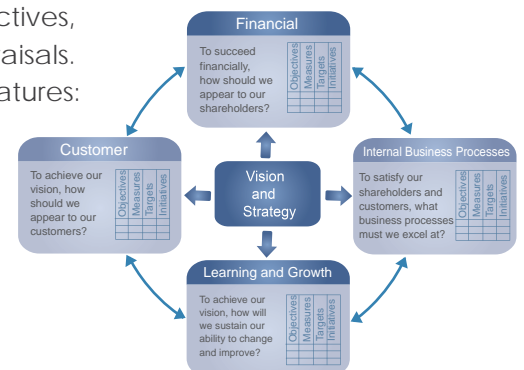 ctives,
aisals.
atures:
Financial
To succeed
financially,
how should we
appear to our
shareholders?
Objectives
Measures
Targets
Initiatives
Customer
To achieve our
vision, how
should we
appear to our
customers?
Objectives
Measures
Targets
Initiatives
Vision
and
Strategy
Internal Business Processes
To satisfy our
shareholders and
customers, what
business processes
must we excel at?
Objectives
Measures
Targets
Initiatives
Learning and Growth
To achieve our
vision, how will
we sustain our
ability to change
and improve?
Objectives
Measures
Targets
Initiatives